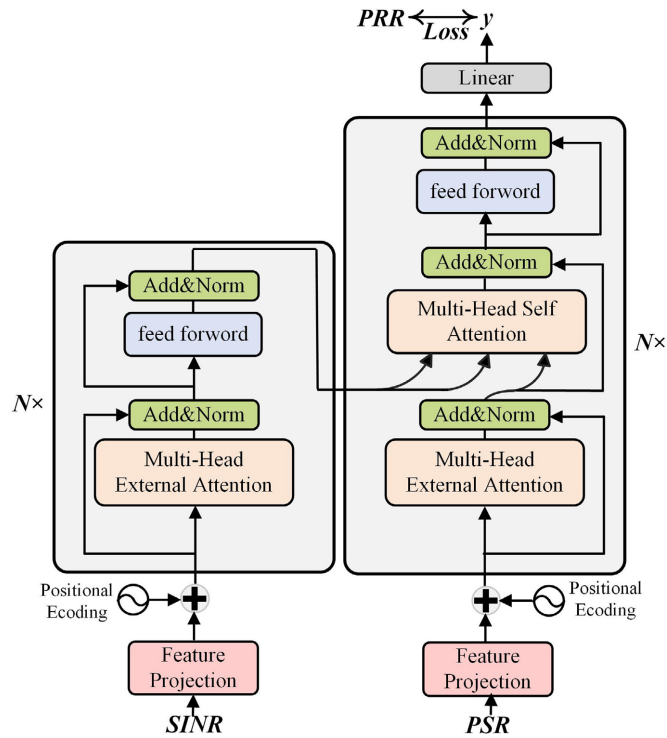 PRR Loss y
Linear
Add&Norm
feed forword
Add&Norm
Multi-Head Self
Attention
N×
Add&Norm
Multi-Head
External Attention
Positional
Ecoding
Feature
Projection
PSR
Add&Norm
feed forword
N×
Add&Norm
Multi-Head
External Attention
Positional
Ecoding
Feature
Projection
SINR